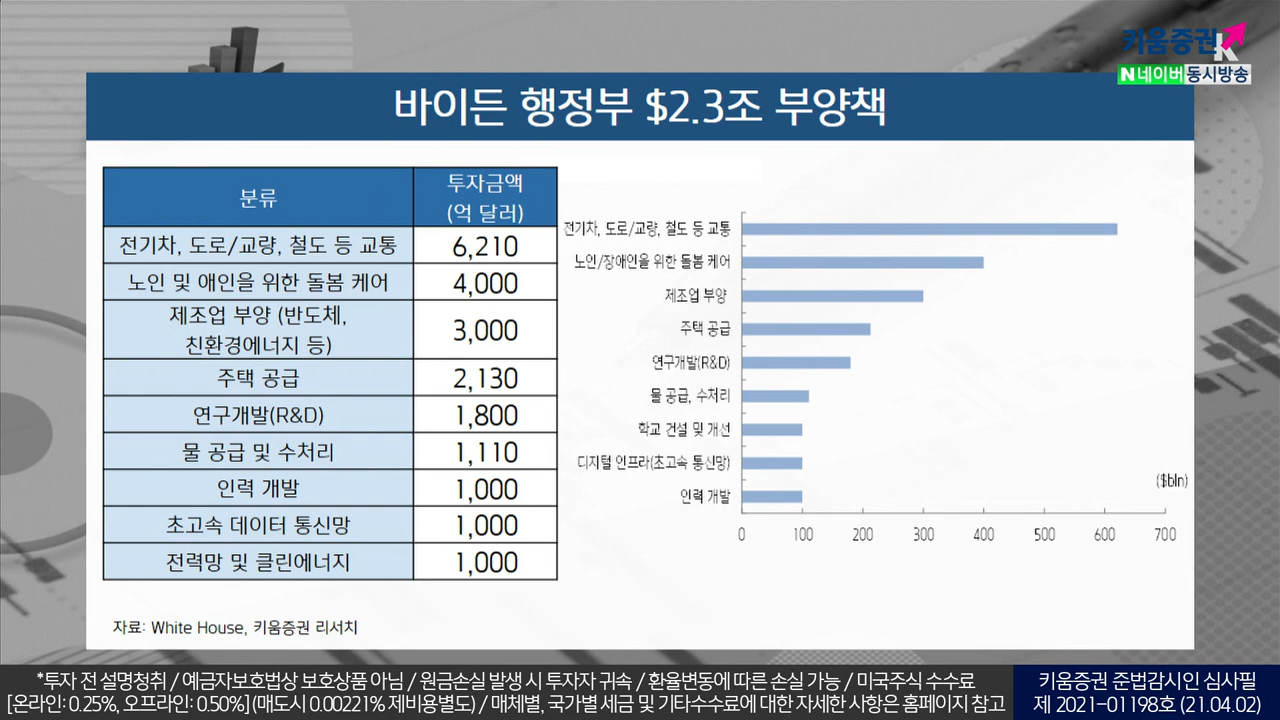 키움증권
N 네이버 동시방송
바이든 행정부 $2.3조 부양책
분류
투자금액
(억 달러)
전기차, 도로/교량, 철도 등 교통
6,210
노인 및 애인을 위한 돌봄 케어
4,000
제조업 부양 (반도체,
친환경에너지 등)
3,000
주택 공급
2,130
연구개발(R&D)
1,800
물 공급 및 수처리
1,110
인력 개발
1,000
초고속 데이터 통신망
1,000
전력망 및 클린에너지
1,000
전기차, 도로/교량, 철도 등 교통
노인/장애인을 위한 돌봄 케어
제조업 부양
주택 공급
연구개발(R&D)
물 공급, 수처리
학교 건설 및 개선
디지털 인프라(초고속 통신망)
인력 개발
($bln)
0 100 200 300 400 500 600 700
자료: White House, 키움증권 리서치
*투자 전 설명청취 / 예금자보호법상 보호상품 아님 / 원금손실 발생 시 투자자 귀속 / 환율변동에 따른 손실 가능 / 미국주식 수수료
[온라인: 0.25%, 오프라인: 0.50%] (매도시 0.00221% 제비용별도) / 매체별, 국가별 세금 및 기타수수료에 대한 자세한 사항은 홈페이지 참고
키움증권 준법감시인 심사필
제 2021-01198호 (21.04.02)